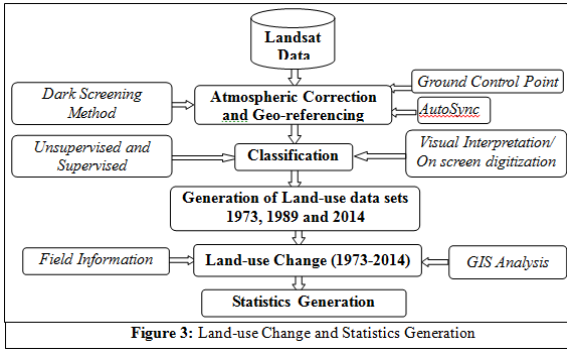 Landsat
Data
Dark Screening
Method
Atmospheric Correction
and Geo-referencing
Ground Control Point
AutoSync
Unsupervised and
Supervised
Classification
Visual Interpretation/
On screen digitization
Generation of Land-use data sets
1973, 1989 and 2014
Field Information
Land-use Change (1973-2014)
GIS Analysis
Statistics Generation
Figure 3: Land-use Change and Statistics Generation